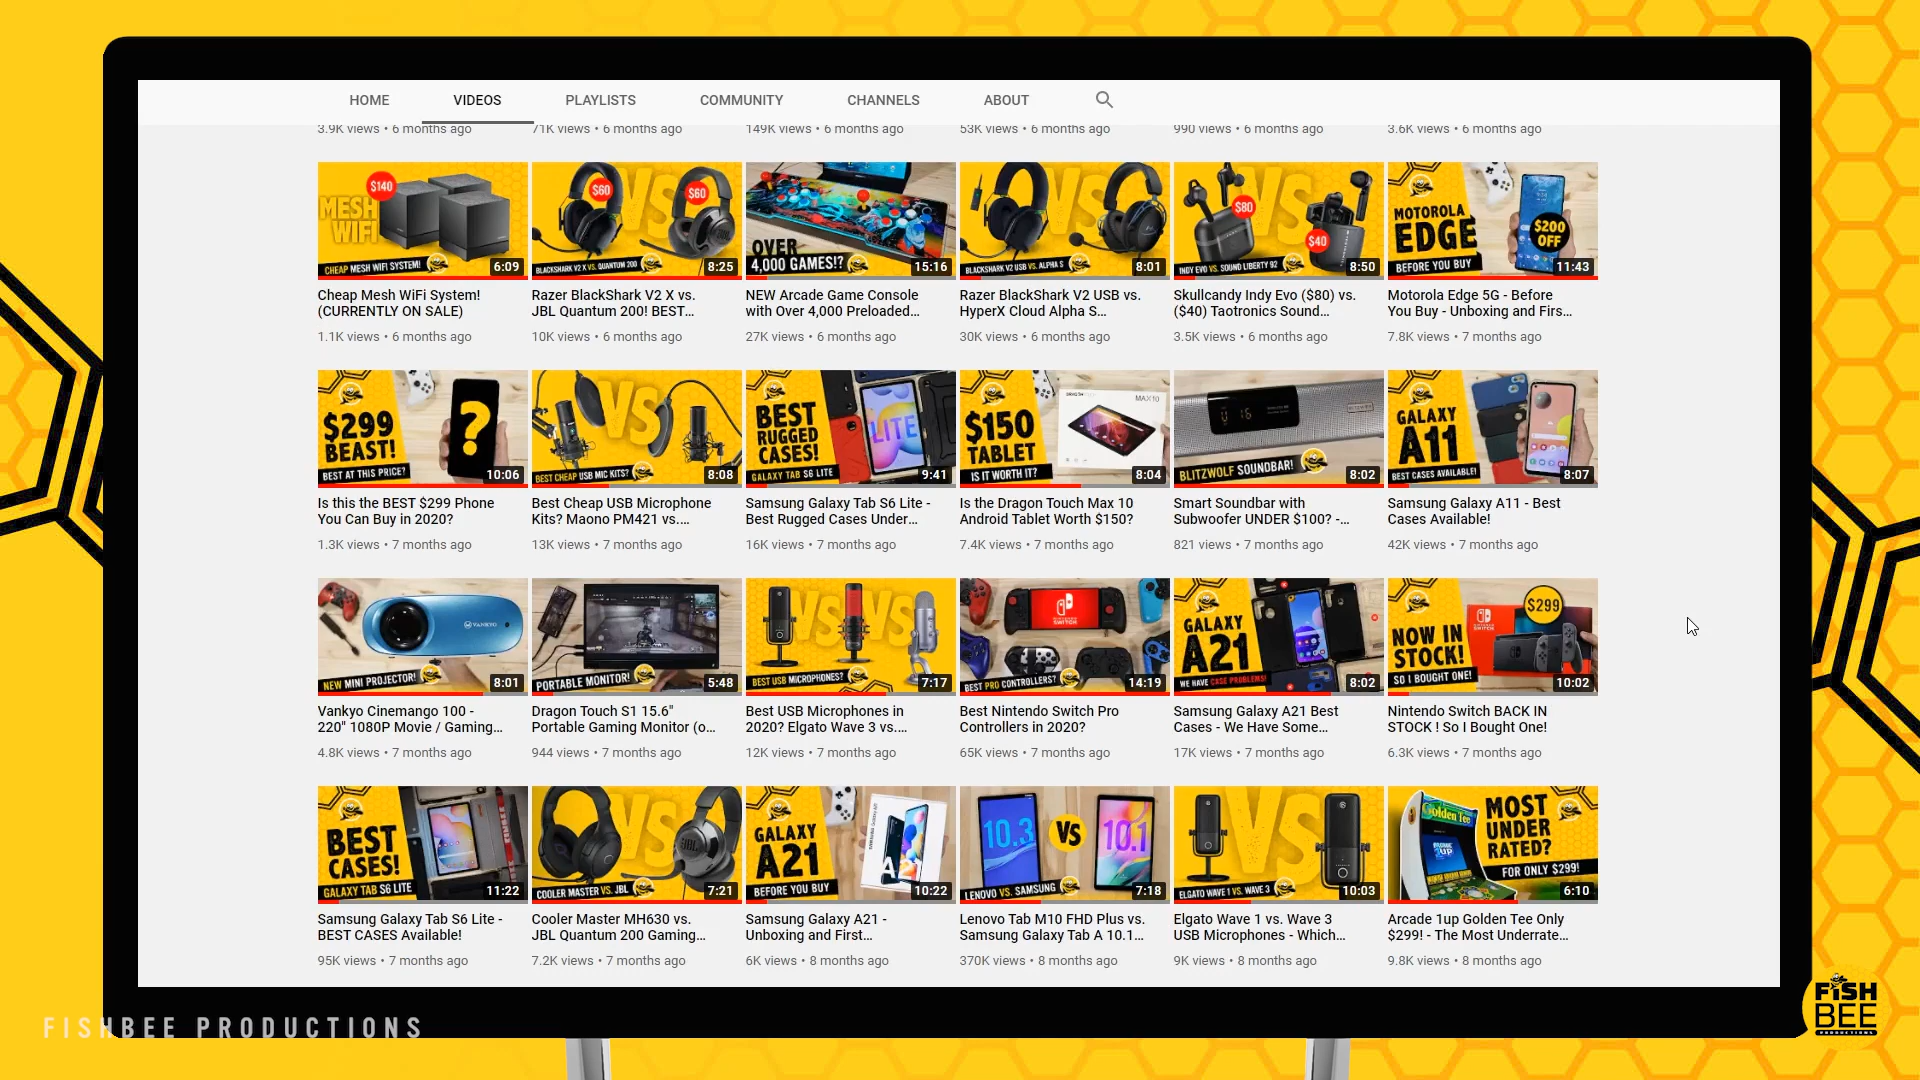 HOME VIDEOS PLAYLISTS COMMUNITY CHANNELS ABOUT
3.9K views • 6 months ago
71K views • 6 months ago
149K views • 6 months ago
53K views • 6 months ago
990 views • 6 months ago
3.6K views • 6 months ago
$140
MESH
WIFI
CHEAP MESH WIFI SYSTEM!
6:09
Cheap Mesh WiFi System!
(CURRENTLY ON SALE)
1.1K views • 6 months ago
VS
$60
$60
BLACKSHARK V2 X VS. QUANTUM 200
8:25
Razer BlackShark V2 X vs.
JBL Quantum 200! BEST...
10K views • 6 months ago
OVER
4,000 GAMES!?
15:16
NEW Arcade Game Console
with Over 4,000 Preloaded...
27K views • 6 months ago
VS
BLACKSHARK V2 USB VS. ALPHA S
8:01
Razer BlackShark V2 USB vs.
HyperX Cloud Alpha S...
30K views • 6 months ago
VS
$80
$40
INDY EVO VS. SOUND LIBERTY 92
8:50
Skullcandy Indy Evo ($80) vs.
($40) Taotronics Sound...
3.5K views • 6 months ago
MOTOROLA
EDGE
$200
OFF
BEFORE YOU BUY
11:43
Motorola Edge 5G - Before
You Buy - Unboxing and Firs...
7.8K views • 7 months ago
$299
BEAST!
?
BEST AT THIS PRICE?
10:06
Is this the BEST $299 Phone
You Can Buy in 2020?
1.3K views • 7 months ago
VS
BEST CHEAP USB MIC KITS?
8:08
Best Cheap USB Microphone
Kits? Maono PM421 vs....
13K views • 7 months ago
BEST
RUGGED
CASES!
LITE
GALAXY TAB S6 LITE
9:41
Samsung Galaxy Tab S6 Lite -
Best Rugged Cases Under...
16K views • 7 months ago
$150
TABLET
MAX10
IS IT WORTH IT?
8:04
Is the Dragon Touch Max 10
Android Tablet Worth $150?
7.4K views • 7 months ago
BLITZWOLF SOUNDBAR!
8:02
Smart Soundbar with
Subwoofer UNDER $100? -...
821 views • 7 months ago
GALAXY
A11
BEST CASES AVAILABLE!
8:07
Samsung Galaxy A11 - Best
Cases Available!
42K views • 7 months ago
VANKYO
NEW MINI PROJECTOR!
8:01
Vankyo Cinemango 100 -
220" 1080P Movie / Gaming...
4.8K views • 7 months ago
PORTABLE MONITOR!
5:48
Dragon Touch S1 15.6"
Portable Gaming Monitor (o...
944 views • 7 months ago
VS VS
BEST USB MICROPHONES?
7:17
Best USB Microphones in
2020? Elgato Wave 3 vs....
12K views • 7 months ago
SWITCH
BEST PRO CONTROLLERS?
14:19
Best Nintendo Switch Pro
Controllers in 2020?
65K views • 7 months ago
GALAXY
A21
WE HAVE CASE PROBLEMS!
8:02
Samsung Galaxy A21 Best
Cases - We Have Some...
17K views • 7 months ago
$299
SWITCH
NOW IN
STOCK!
SO I BOUGHT ONE!
10:02
Nintendo Switch BACK IN
STOCK ! So I Bought One!
6.3K views • 7 months ago
BEST
CASES!
GALAXY TAB S6 LITE
11:22
Samsung Galaxy Tab S6 Lite -
BEST CASES Available!
95K views • 7 months ago
VS
JBL
COOLER MASTER VS. JBL
7:21
Cooler Master MH630 vs.
JBL Quantum 200 Gaming...
7.2K views • 7 months ago
GALAXY
A21
BEFORE YOU BUY
10:22
Samsung Galaxy A21 -
Unboxing and First...
6K views • 8 months ago
10.3 VS 10.1
LENOVO VS. SAMSUNG
7:18
Lenovo Tab M10 FHD Plus vs.
Samsung Galaxy Tab A 10.1...
370K views • 8 months ago
VS
ELGATO WAVE 1 VS. WAVE 3
10:03
Elgato Wave 1 vs. Wave 3
USB Microphones - Which...
9K views • 8 months ago
Golden Tee
MOST
UNDER
RATED?
FOR ONLY $299!
6:10
Arcade 1up Golden Tee Only
$299! - The Most Underrate...
9.8K views • 8 months ago
FISHBEE PRODUCTIONS
FISH
BEE
PRODUCTIONS